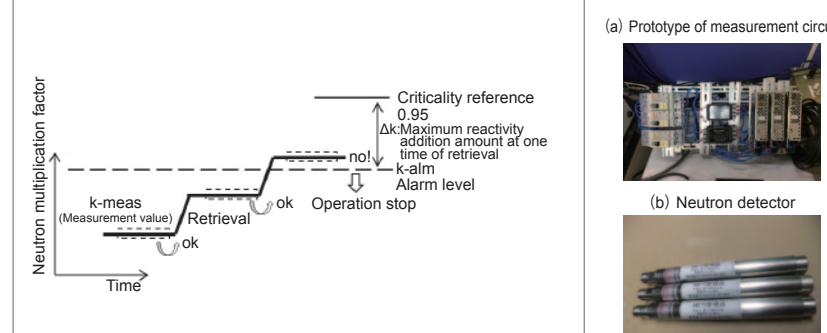 Neutron multiplication factor
Criticality reference
0.95
Δk:Maximum reactivity
addition amount at one
time of retrieval
no!
k-alm
Alarm level
Operation stop
k-meas
(Measurement value)
Retrieval
ok
ok
Time
(a) Prototype of measurement circu
(b) Neutron detector